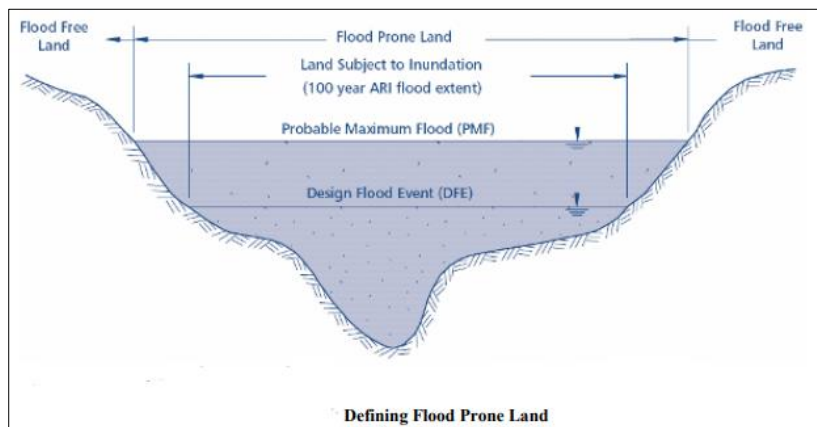 Flood Free
Land
Flood Prone Land
Flood Free
Land
Land Subject to Inundation
(100 year ARI flood extent)
Probable Maximum Flood (PMF)
Design Flood Event (DFE)
Defining Flood Prone Land